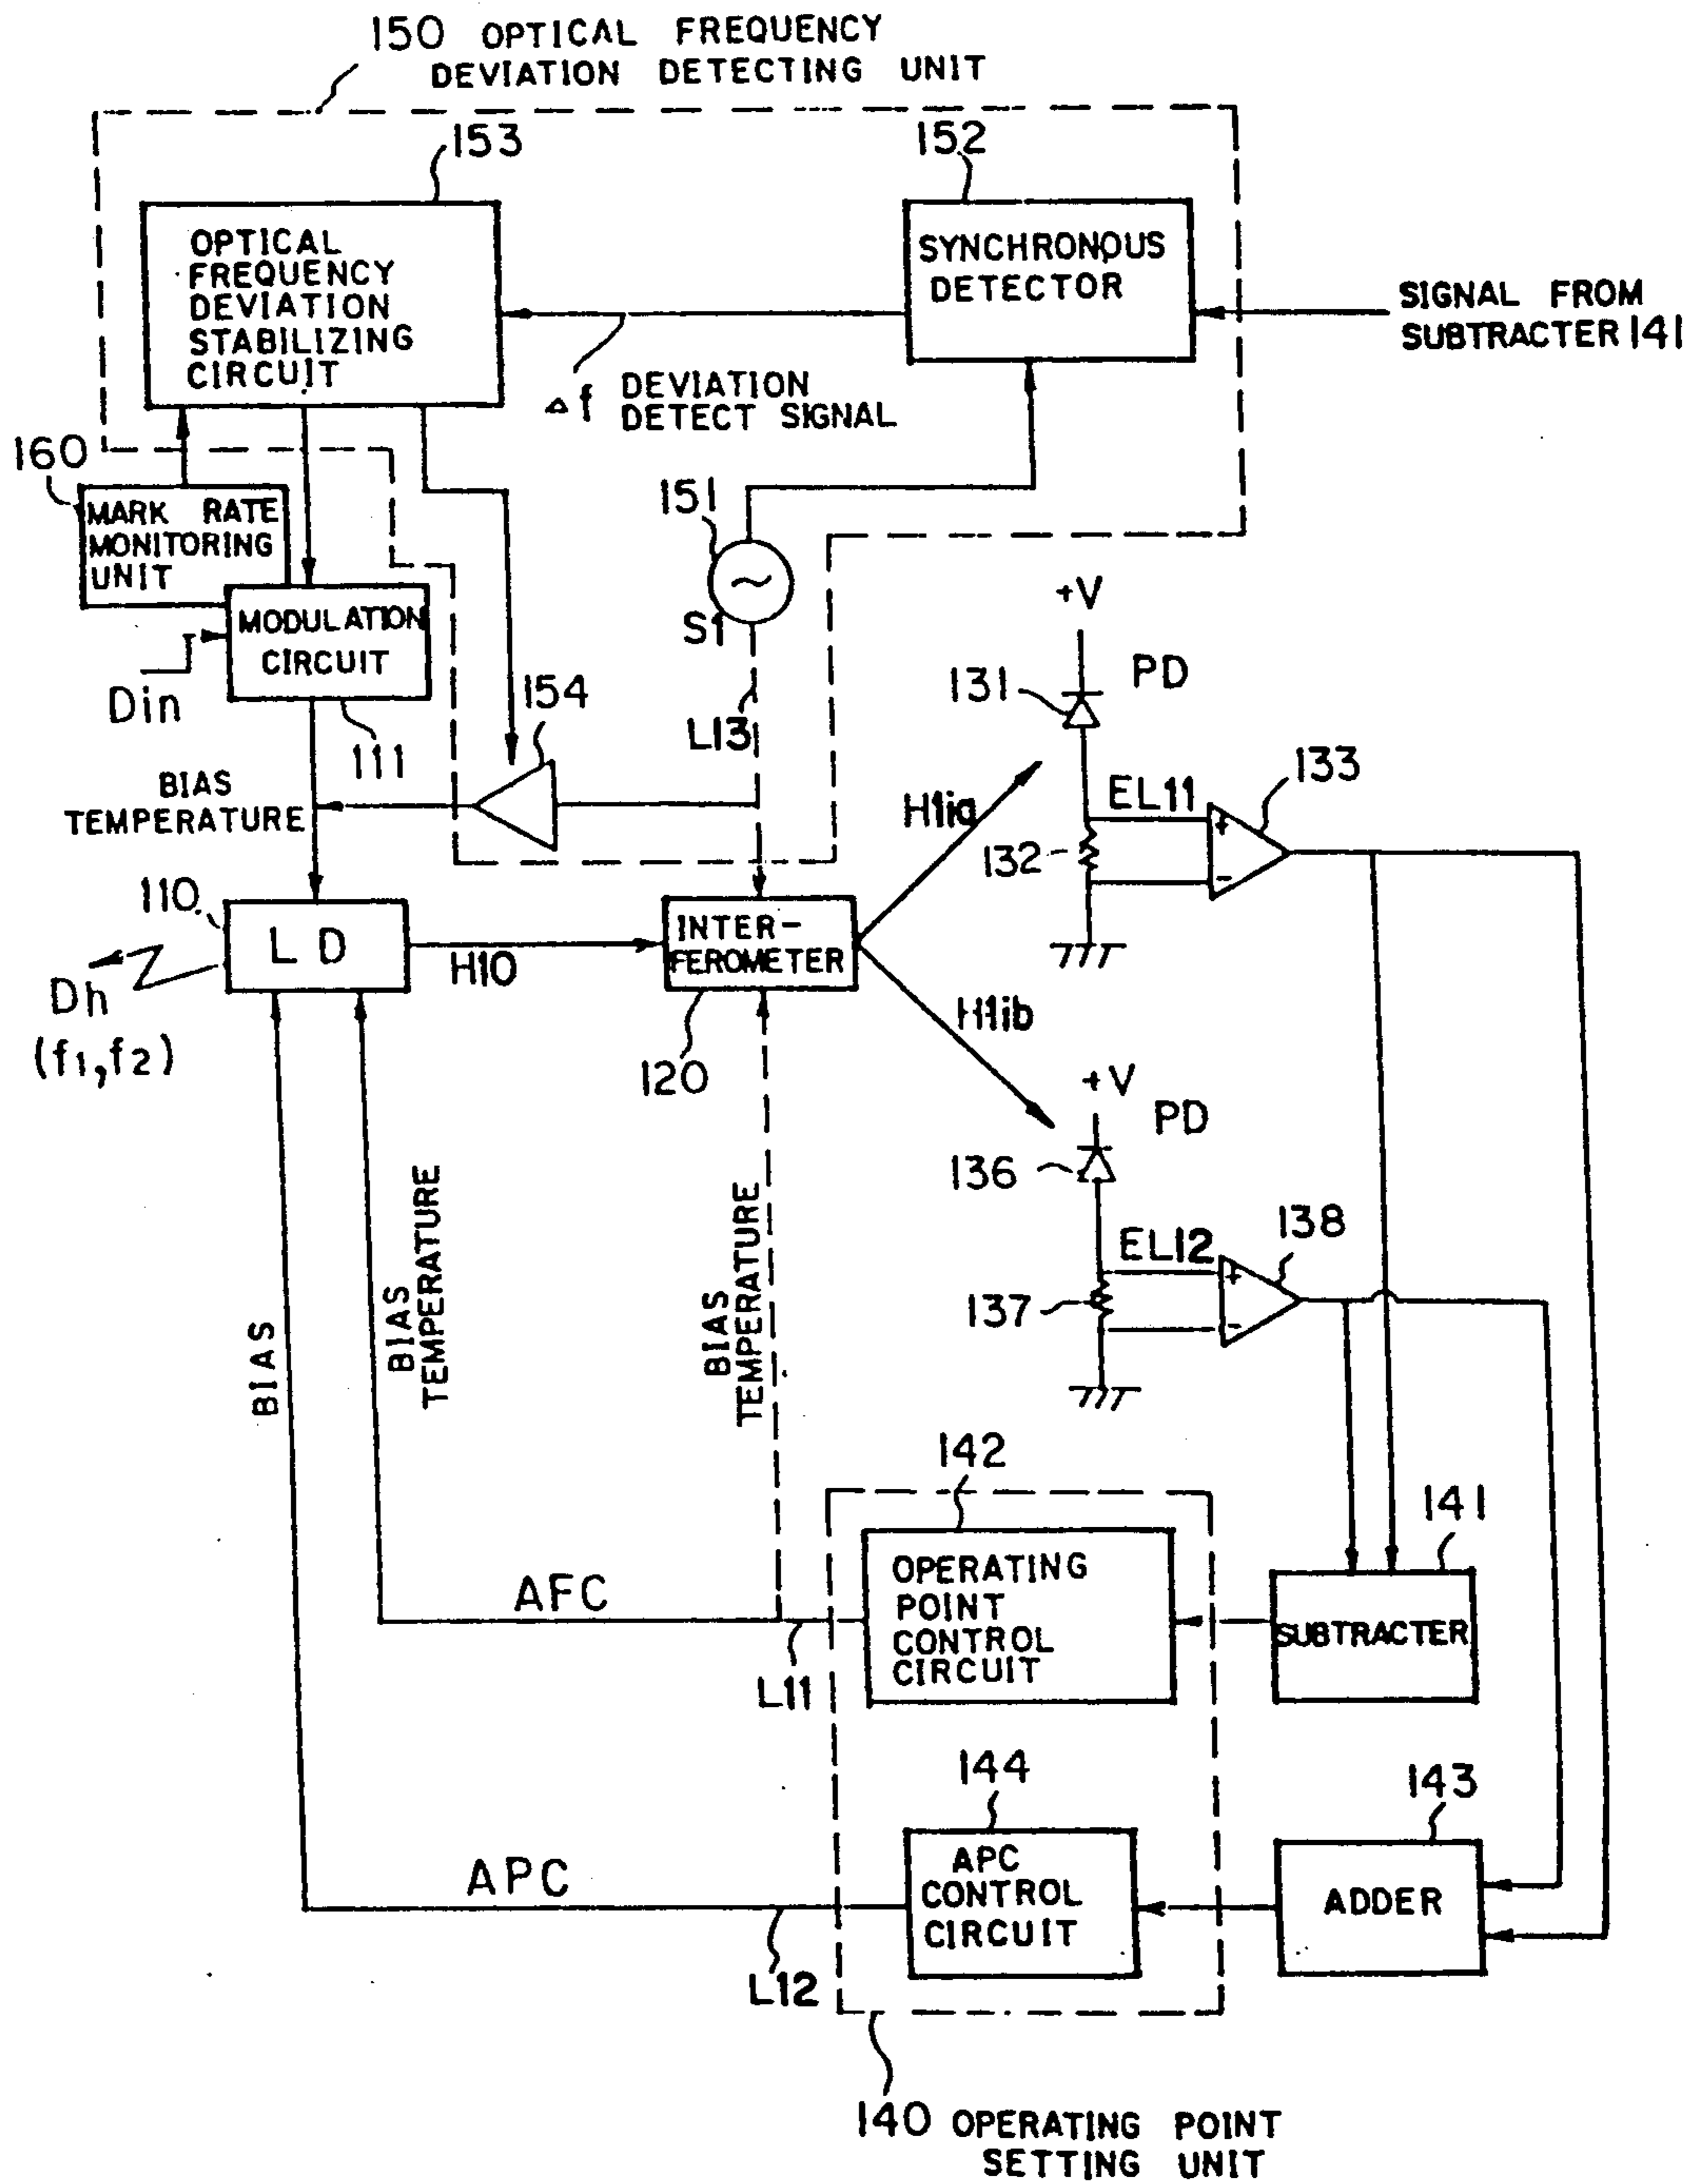 150 OPTICAL FREQUENCY
DEVIATION DETECTING UNIT
153
152
OPTICAL
FREQUENCY
DEVIATION
STABILIZING
CIRCUIT
SYNCHRONOUS
DETECTOR
SIGNAL FROM
SUBTRACTER 141
Δf DEVIATION
DETECT SIGNAL
160
MARK RATE
MONITORING
UNIT
151
~
S1
MODULATION
CIRCUIT
Din
111
154
L13
+V
131
PD
BIAS
TEMPERATURE
H1ia
EL11
133
132
+
-
110
LD
H10
INTER-
FEROMETER
Dh
(f1,f2)
120
H1ib
+V
PD
136
EL12
138
137
+
-
BIAS
BIAS
TEMPERATURE
BIAS
TEMPERATURE
142
141
OPERATING
POINT
CONTROL
CIRCUIT
SUBTRACTER
AFC
L11
144
143
APC
CONTROL
CIRCUIT
ADDER
APC
L12
140 OPERATING POINT
SETTING UNIT